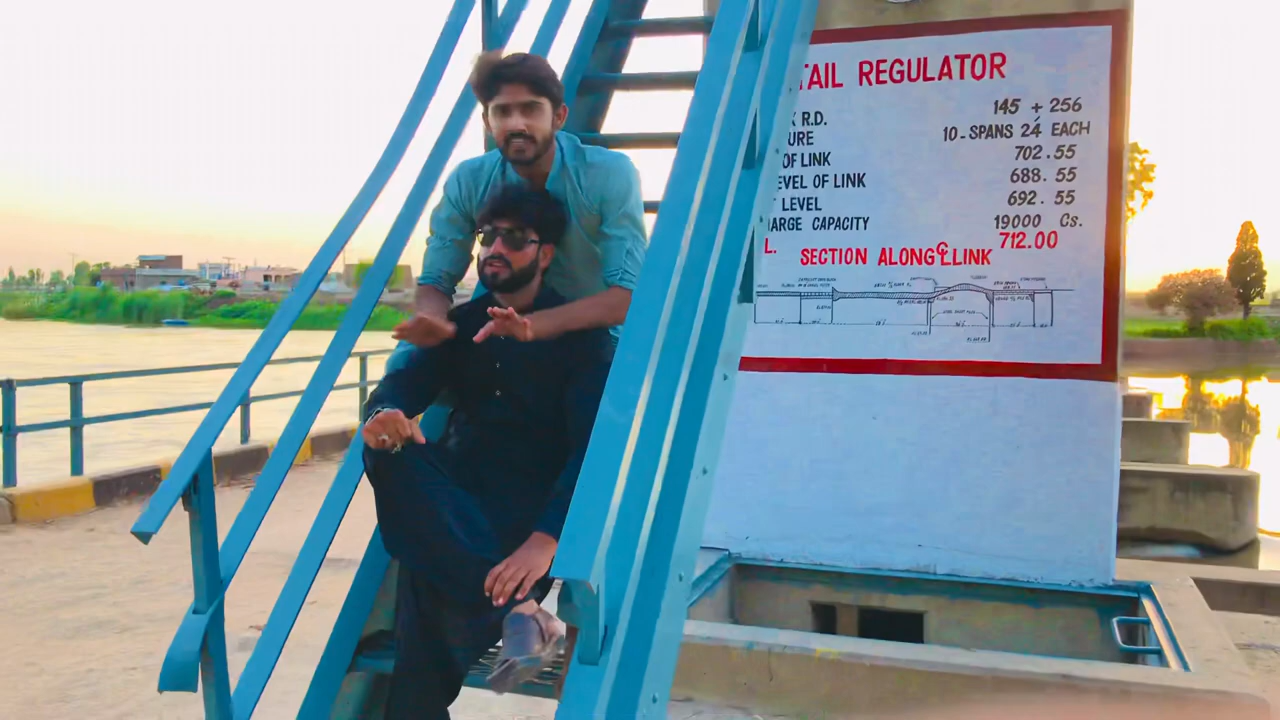 TAIL REGULATOR
R.D. 145 + 256
URE 10-SPANS 24' EACH
OF LINK 702.55
EVEL OF LINK 688.55
LEVEL 692.55
ARGE CAPACITY 19000 Cs.
L. 712.00
SECTION ALONG ℄ LINK